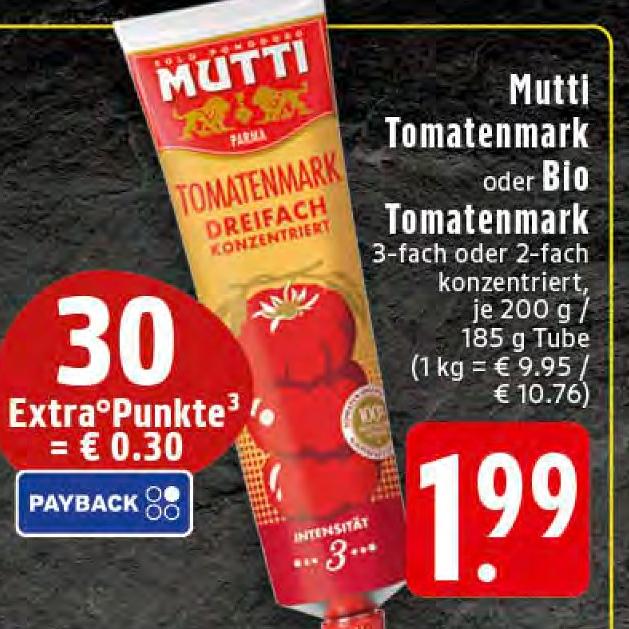 SOLO POMODORO
MUTTI
PARMA
TOMATENMARK
DREIFACH
KONZENTRIERT
INTENSITÄT
3
100%
Mutti
Tomatenmark
oder Bio
Tomatenmark
3-fach oder 2-fach
konzentriert,
je 200 g /
185 g Tube
(1 kg = € 9.95 /
€ 10.76)
30
Extra°Punkte³
= € 0.30
PAYBACK
1.99